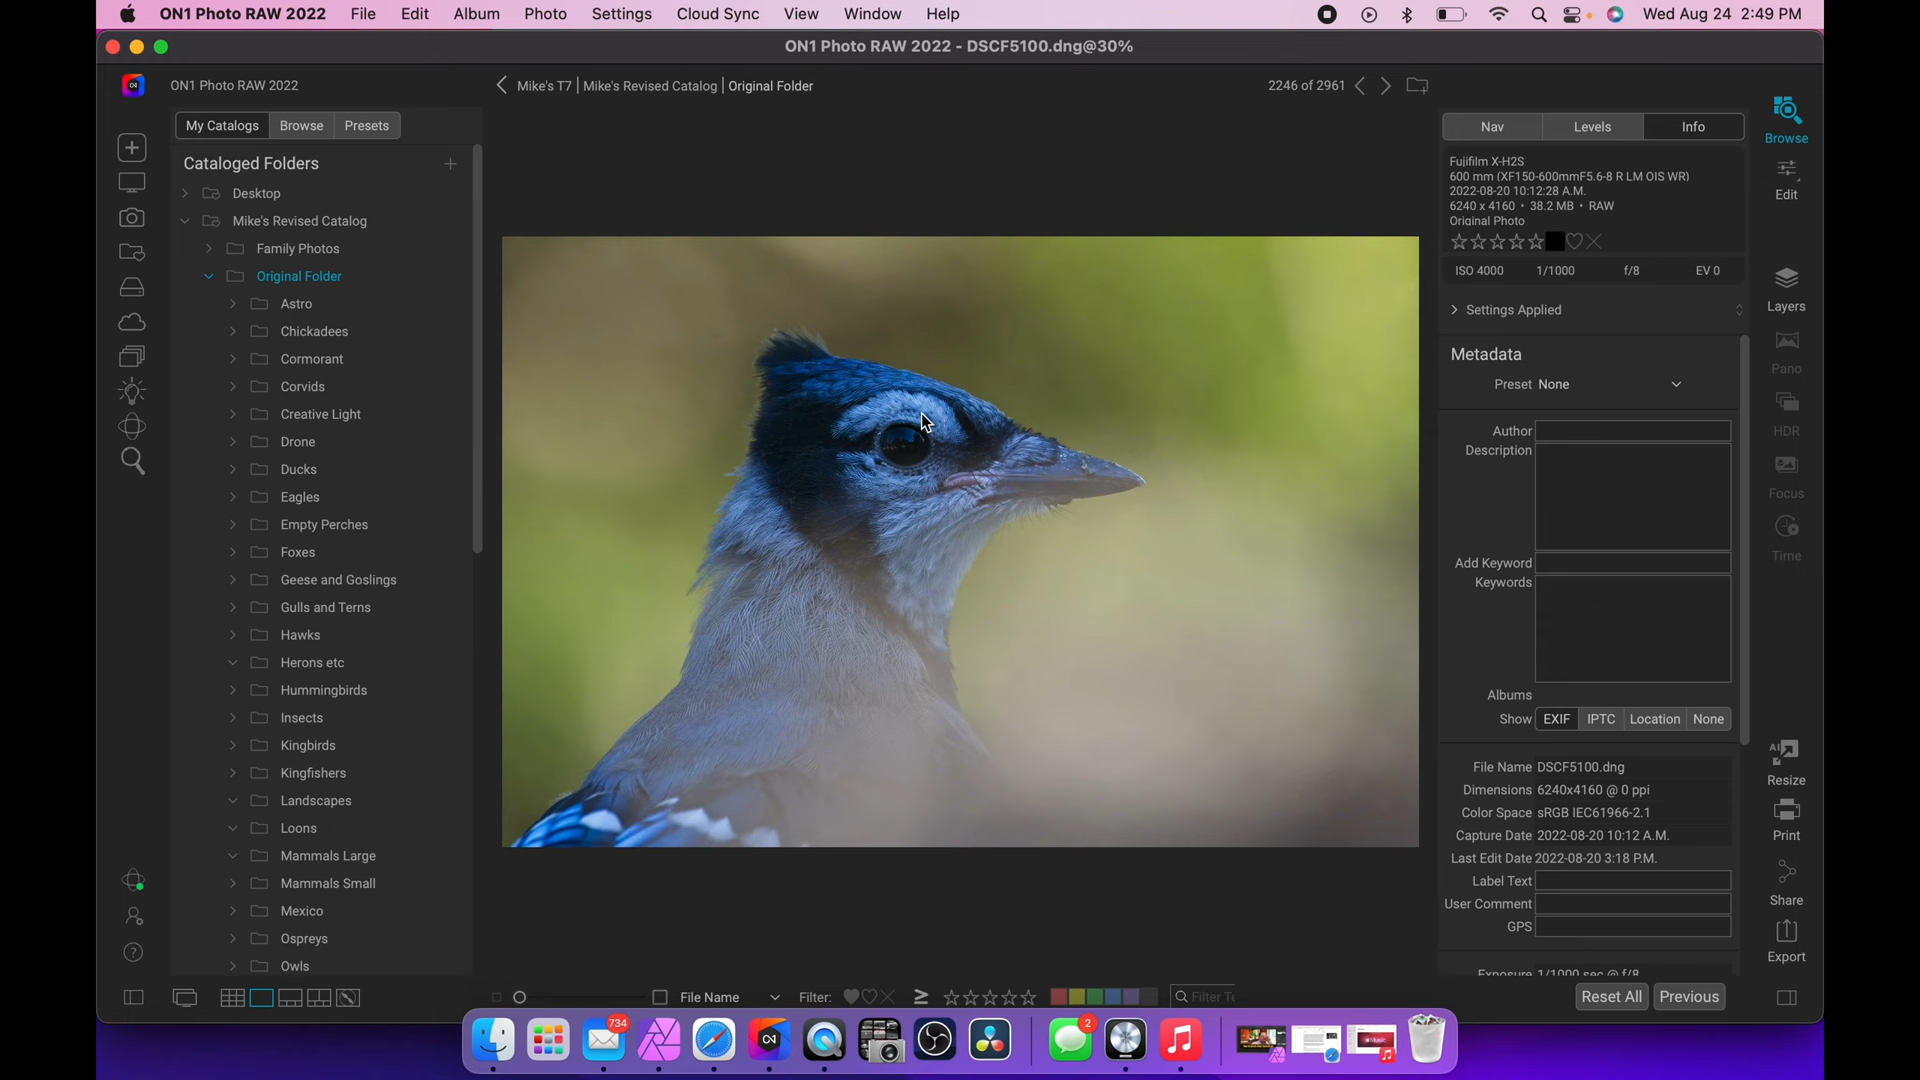 ON1 Photo RAW 2022 File Edit Album Photo Settings Cloud Sync View Window Help Wed Aug 24 2:49 PM
ON1 Photo RAW 2022 - DSCF5100.dng@30%
ON1 Photo RAW 2022
Mike's T7 | Mike's Revised Catalog | Original Folder
2246 of 2961
My Catalogs Browse Presets
Cataloged Folders
Desktop
Mike's Revised Catalog
Family Photos
Original Folder
Astro
Chickadees
Cormorant
Corvids
Creative Light
Drone
Ducks
Eagles
Empty Perches
Foxes
Geese and Goslings
Gulls and Terns
Hawks
Herons etc
Hummingbirds
Insects
Kingbirds
Kingfishers
Landscapes
Loons
Mammals Large
Mammals Small
Mexico
Ospreys
Owls
File Name Filter: Filter Te
Nav Levels Info
Fujifilm X-H2S
600 mm (XF150-600mmF5.6-8 R LM OIS WR)
2022-08-20 10:12:28 A.M.
6240 x 4160 • 38.2 MB • RAW
Original Photo
ISO 4000 1/1000 f/8 EV 0
Settings Applied
Metadata
Preset None
Author
Description
Add Keyword
Keywords
Albums
Show EXIF IPTC Location None
File Name DSCF5100.dng
Dimensions 6240x4160 @ 0 ppi
Color Space sRGB IEC61966-2.1
Capture Date 2022-08-20 10:12 A.M.
Last Edit Date 2022-08-20 3:18 P.M.
Label Text
User Comment
GPS
Exposure 1/1000 sec @ f/8
Reset All Previous
Browse
Edit
Layers
Pano
HDR
Focus
Time
AI
Resize
Print
Share
Export
734
2